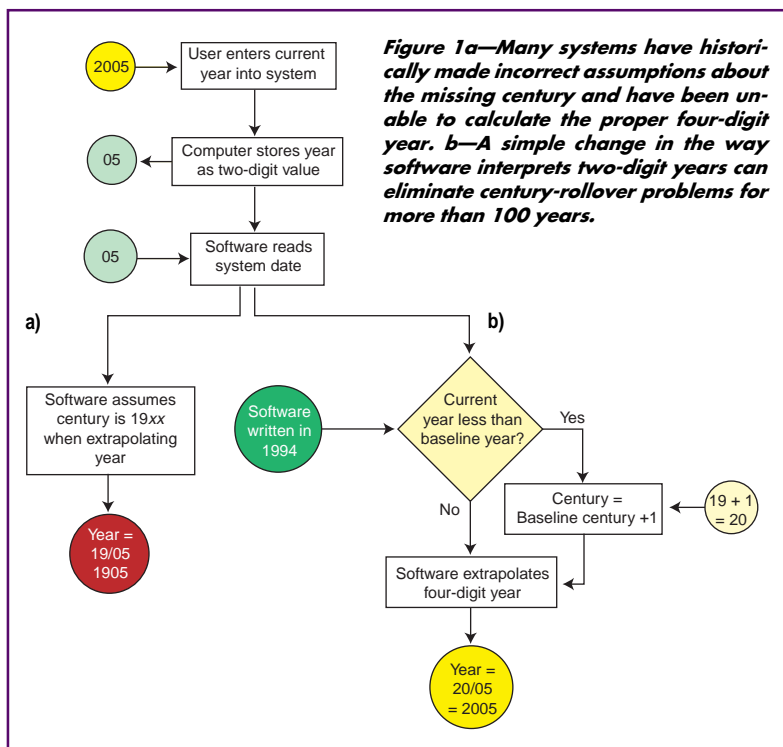 2005
User enters current
year into system
Figure 1a—Many systems have histori-
cally made incorrect assumptions about
the missing century and have been un-
able to calculate the proper four-digit
year. b—A simple change in the way
software interprets two-digit years can
eliminate century-rollover problems for
more than 100 years.
05
Computer stores year
as two-digit value
05
Software reads
system date
a)
b)
Software assumes
century is 19xx
when extrapolating
year
Year =
19/05
1905
Software
written in
1994
Current
year less than
baseline year?
Yes
No
Century =
Baseline century +1
19 + 1
= 20
Software extrapolates
four-digit year
Year =
20/05
= 2005